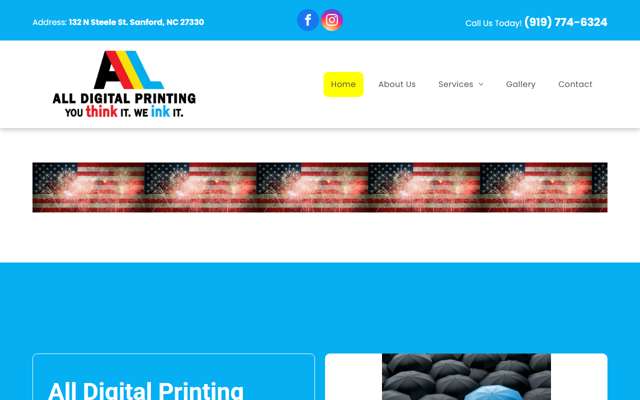 Address: 132 N Steele St. Sanford, NC 27330
Call Us Today! (919) 774-6324
ALL DIGITAL PRINTING
YOU think IT. WE ink IT.
Home
About Us
Services
Gallery
Contact
All Digital Printing